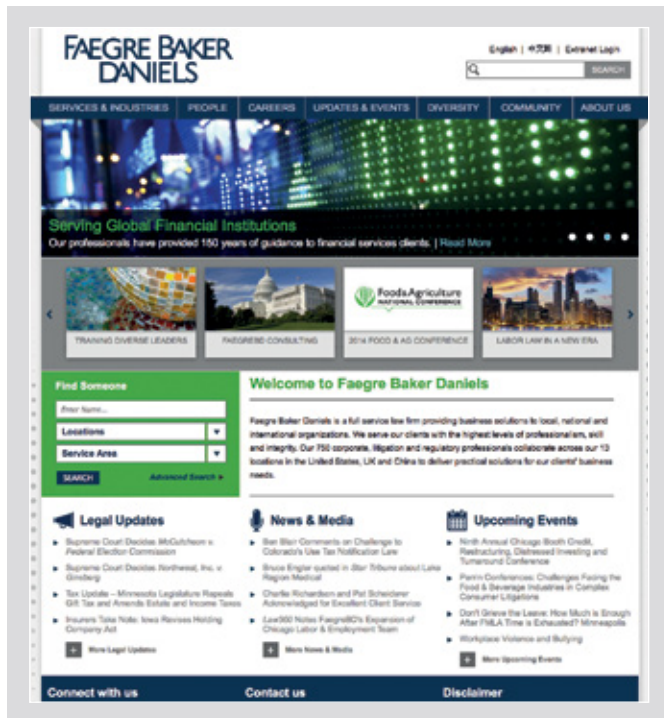 FAEGRE BAKER
DANIELS
English | 中文网 | Extranet Login
SEARCH
SERVICES & INDUSTRIES PEOPLE CAREERS UPDATES & EVENTS DIVERSITY COMMUNITY ABOUT US
Serving Global Financial Institutions
Our professionals have provided 150 years of guidance to financial services clients. | Read More
Food & Agriculture
NATIONAL CONFERENCE
TRAINING DIVERSE LEADERS
FAEGREBD CONSULTING
2014 FOOD & AG CONFERENCE
LABOR LAW IN A NEW ERA
Find Someone
Enter Name...
Locations
Service Area
SEARCH Advanced Search
Welcome to Faegre Baker Daniels
Faegre Baker Daniels is a full service law firm providing business solutions to local, national and
international organizations. We serve our clients with the highest levels of professionalism, skill
and integrity. Our 750 corporate, litigation and regulatory professionals collaborate across our 13
locations in the United States, UK and China to deliver practical solutions for our clients' business
needs.
Legal Updates
Supreme Court Decides McCutcheon v.
Federal Election Commission
Supreme Court Decides Northwest, Inc. v.
Ginsberg
Tax Update – Minnesota Legislature Repeals
Gift Tax and Amends Estate and Income Taxes
Insurers Take Note: Iowa Revises Holding
Company Act
More Legal Updates
News & Media
Ben Blair Comments on Challenge to
Colorado's Use Tax Notification Law
Bruce Engler quoted in Star Tribune about Lake
Region Medical
Charlie Richardson and Pat Scheiderer
Acknowledged for Excellent Client Service
Law360 Notes FaegreBD's Expansion of
Chicago Labor & Employment Team
More News & Media
Upcoming Events
Ninth Annual Chicago Booth Credit,
Restructuring, Distressed Investing and
Turnaround Conference
Perrin Conferences: Challenges Facing the
Food & Beverage Industries in Complex
Consumer Litigations
Don't Grieve the Leave: How Much is Enough
After FMLA Time is Exhausted? Minneapolis
Workplace Violence and Bullying
More Upcoming Events
Connect with us
Contact us
Disclaimer